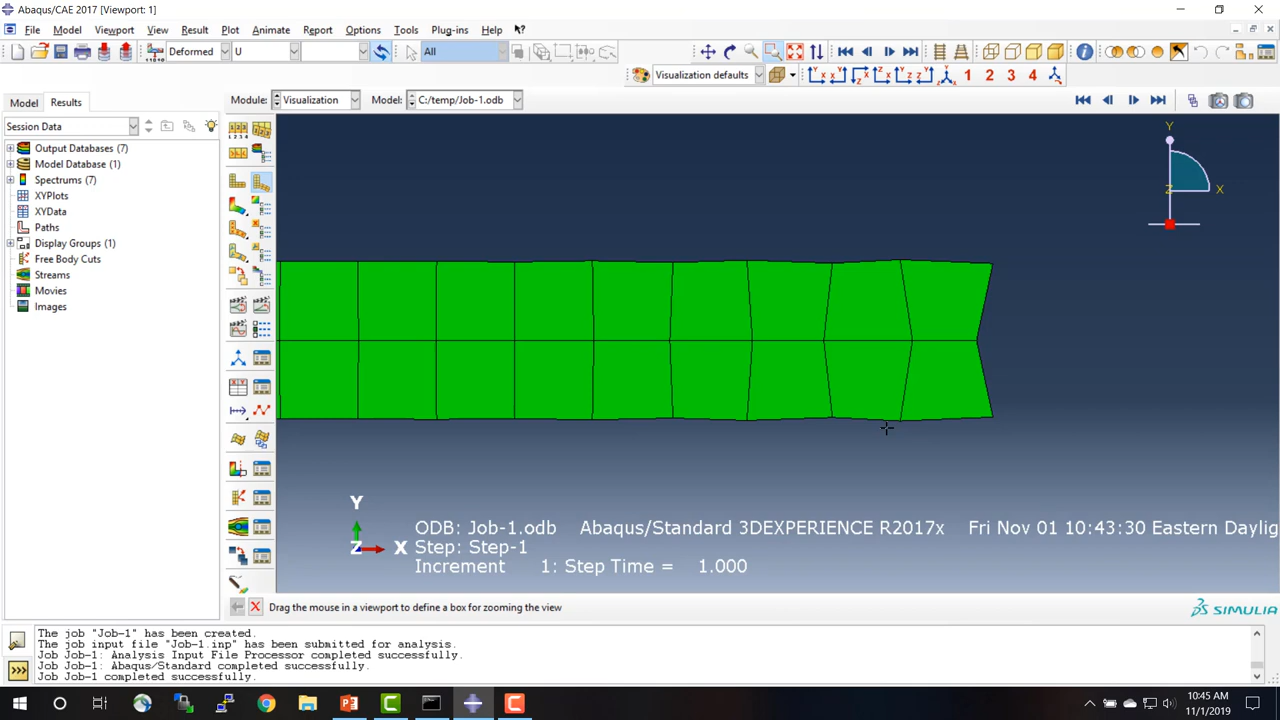 Abaqus/CAE 2017 [Viewport: 1]
File Model Viewport View Result Plot Animate Report Options Tools Plug-ins Help
Deformed U All
Visualization defaults
1 2 3 4
Model Results
Module: Visualization Model: C:/temp/Job-1.odb
Session Data
Output Databases (7)
Model Database (1)
Spectrums (7)
XYPlots
XYData
Paths
Display Groups (1)
Free Body Cuts
Streams
Movies
Images
Y
Z X
Y
Z X
ODB: Job-1.odb Abaqus/Standard 3DEXPERIENCE R2017x Fri Nov 01 10:43:30 Eastern Daylig
Step: Step-1
Increment 1: Step Time = 1.000
Drag the mouse in a viewport to define a box for zooming the view
SIMULIA
The job "Job-1" has been created.
The job input file "Job-1.inp" has been submitted for analysis.
Job Job-1: Analysis Input File Processor completed successfully.
Job Job-1: Abaqus/Standard completed successfully.
Job Job-1 completed successfully.
10:45 AM
11/1/2019